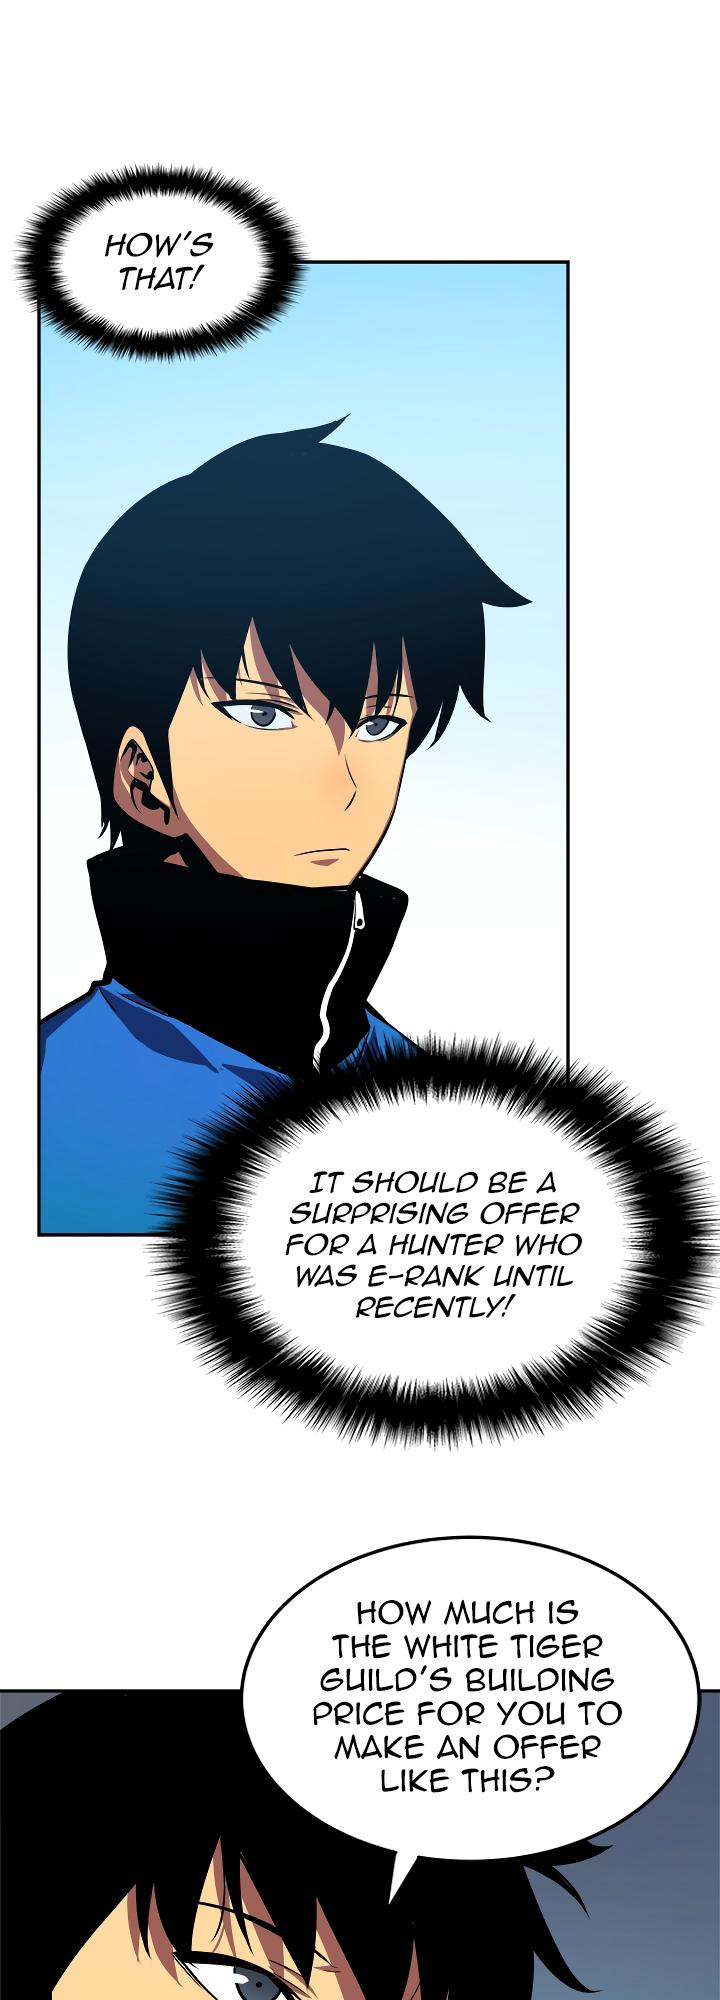 HOW'S
THAT!
IT SHOULD BE A
SURPRISING OFFER
FOR A HUNTER WHO
WAS E-RANK UNTIL
RECENTLY!
HOW MUCH IS
THE WHITE TIGER
GUILD'S BUILDING
PRICE FOR YOU TO
MAKE AN OFFER
LIKE THIS?